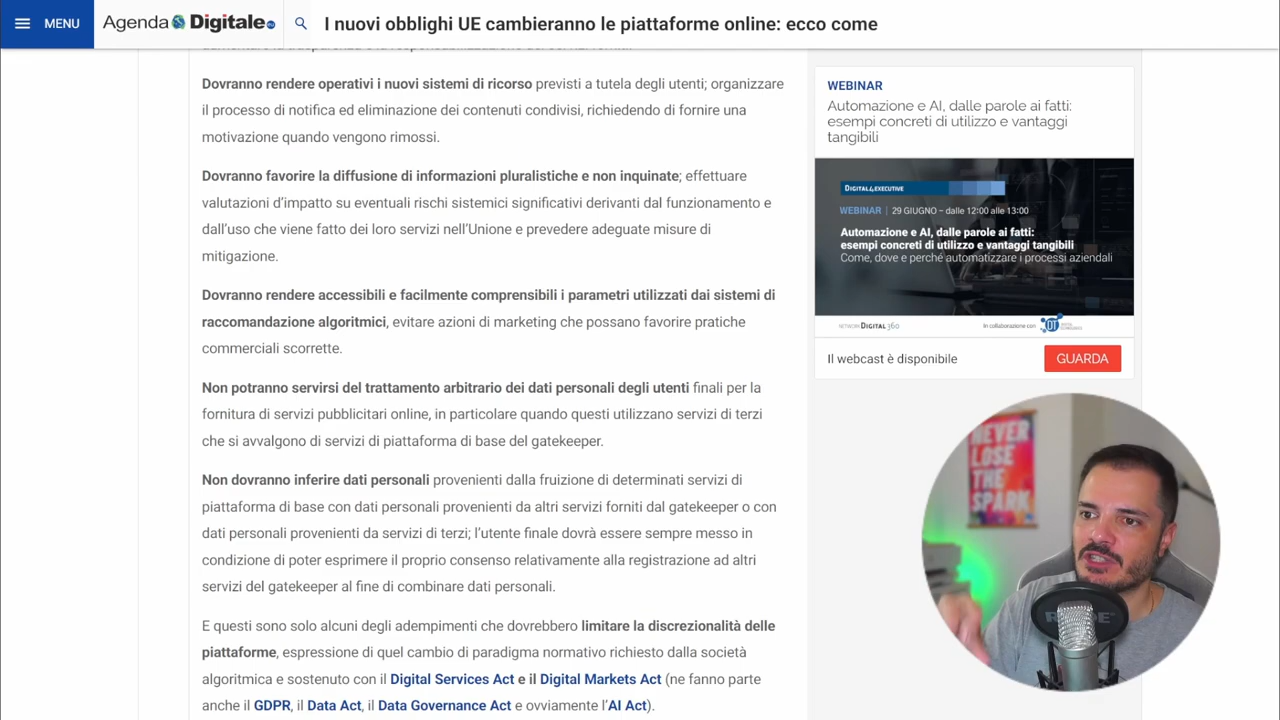 MENU
Agenda Digitale
I nuovi obblighi UE cambieranno le piattaforme online: ecco come
Dovranno rendere operativi i nuovi sistemi di ricorso previsti a tutela degli utenti; organizzare
il processo di notifica ed eliminazione dei contenuti condivisi, richiedendo di fornire una
motivazione quando vengono rimossi.
Dovranno favorire la diffusione di informazioni pluralistiche e non inquinate; effettuare
valutazioni d'impatto su eventuali rischi sistemici significativi derivanti dal funzionamento e
dall'uso che viene fatto dei loro servizi nell'Unione e prevedere adeguate misure di
mitigazione.
Dovranno rendere accessibili e facilmente comprensibili i parametri utilizzati dai sistemi di
raccomandazione algoritmici, evitare azioni di marketing che possano favorire pratiche
commerciali scorrette.
Non potranno servirsi del trattamento arbitrario dei dati personali degli utenti finali per la
fornitura di servizi pubblicitari online, in particolare quando questi utilizzano servizi di terzi
che si avvalgono di servizi di piattaforma di base del gatekeeper.
Non dovranno inferire dati personali provenienti dalla fruizione di determinati servizi di
piattaforma di base con dati personali provenienti da altri servizi forniti dal gatekeeper o con
dati personali provenienti da servizi di terzi; l'utente finale dovrà essere sempre messo in
condizione di poter esprimere il proprio consenso relativamente alla registrazione ad altri
servizi del gatekeeper al fine di combinare dati personali.
E questi sono solo alcuni degli adempimenti che dovrebbero limitare la discrezionalità delle
piattaforme, espressione di quel cambio di paradigma normativo richiesto dalla società
algoritmica e sostenuto con il Digital Services Act e il Digital Markets Act (ne fanno parte
anche il GDPR, il Data Act, il Data Governance Act e ovviamente l'AI Act).
WEBINAR
Automazione e AI, dalle parole ai fatti:
esempi concreti di utilizzo e vantaggi
tangibili
DIGITAL4EXECUTIVE
WEBINAR | 29 GIUGNO – dalle 12:00 alle 13:00
Automazione e AI, dalle parole ai fatti:
esempi concreti di utilizzo e vantaggi tangibili
Come, dove e perché automatizzare i processi aziendali
NETWORK DIGITAL 360
In collaborazione con
Il webcast è disponibile
GUARDA
NEVER
LOSE
THE
SPARK
RØDE